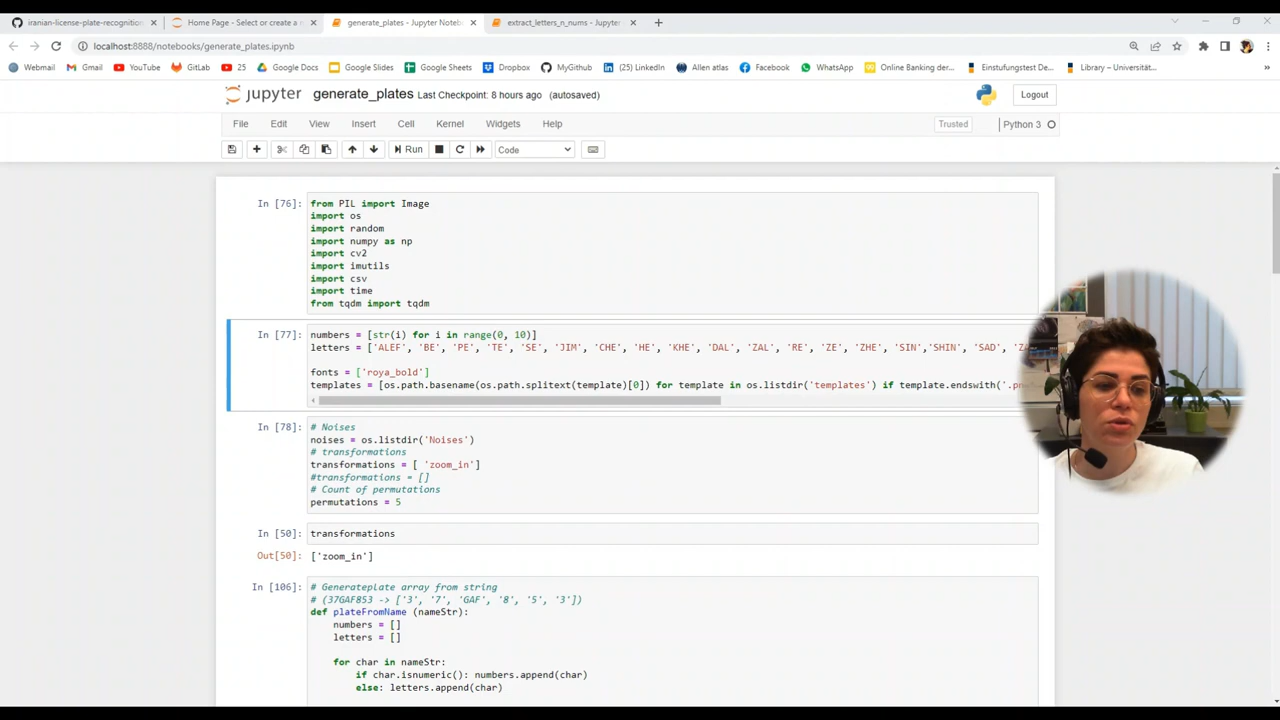 iranian-license-plate-recognition
Home Page - Select or create a n
generate_plates - Jupyter Noteb
extract_letters_n_nums - Jupyter
localhost:8888/notebooks/generate_plates.ipynb
Webmail
Gmail
YouTube
GitLab
25
Google Docs
Google Slides
Google Sheets
Dropbox
MyGithub
(25) LinkedIn
Allen atlas
Facebook
WhatsApp
Online Banking der...
Einstufungstest De...
Library – Universität...
jupyter generate_plates Last Checkpoint: 8 hours ago (autosaved)
Logout
File Edit View Insert Cell Kernel Widgets Help
Trusted
Python 3
Run
Code
In [76]:
from PIL import Image
import os
import random
import numpy as np
import cv2
import imutils
import csv
import time
from tqdm import tqdm
In [77]:
numbers = [str(i) for i in range(0, 10)]
letters = ['ALEF', 'BE', 'PE', 'TE', 'SE', 'JIM', 'CHE', 'HE', 'KHE', 'DAL', 'ZAL', 'RE', 'ZE', 'ZHE', 'SIN','SHIN', 'SAD',
fonts = ['roya_bold']
templates = [os.path.basename(os.path.splitext(template)[0]) for template in os.listdir('templates') if template.endswith('.pn
In [78]:
# Noises
noises = os.listdir('Noises')
# transformations
transformations = [ 'zoom_in']
#transformations = []
# Count of permutations
permutations = 5
In [50]:
transformations
Out[50]:
['zoom_in']
In [106]:
# Generateplate array from string
# (37GAF853 -> ['3', '7', 'GAF', '8', '5', '3'])
def plateFromName (nameStr):
numbers = []
letters = []
for char in nameStr:
if char.isnumeric(): numbers.append(char)
else: letters.append(char)